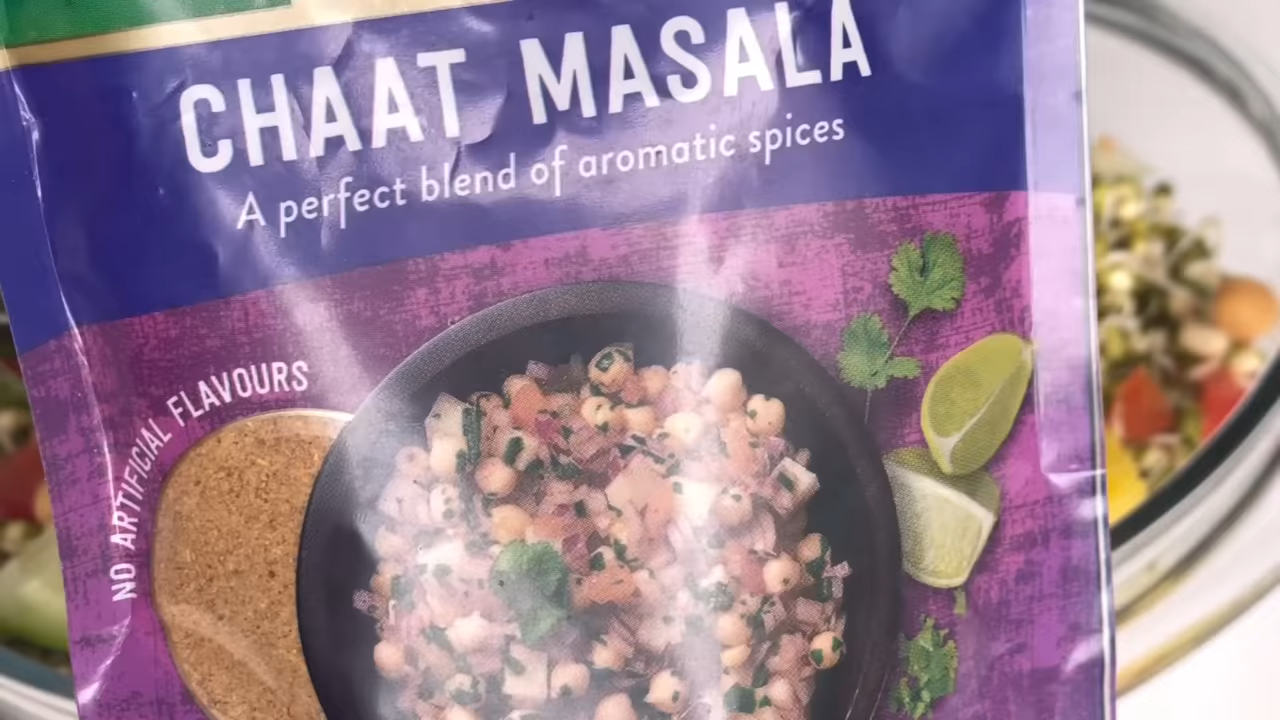 CHAAT MASALA
A perfect blend of aromatic spices
NO ARTIFICIAL FLAVOURS